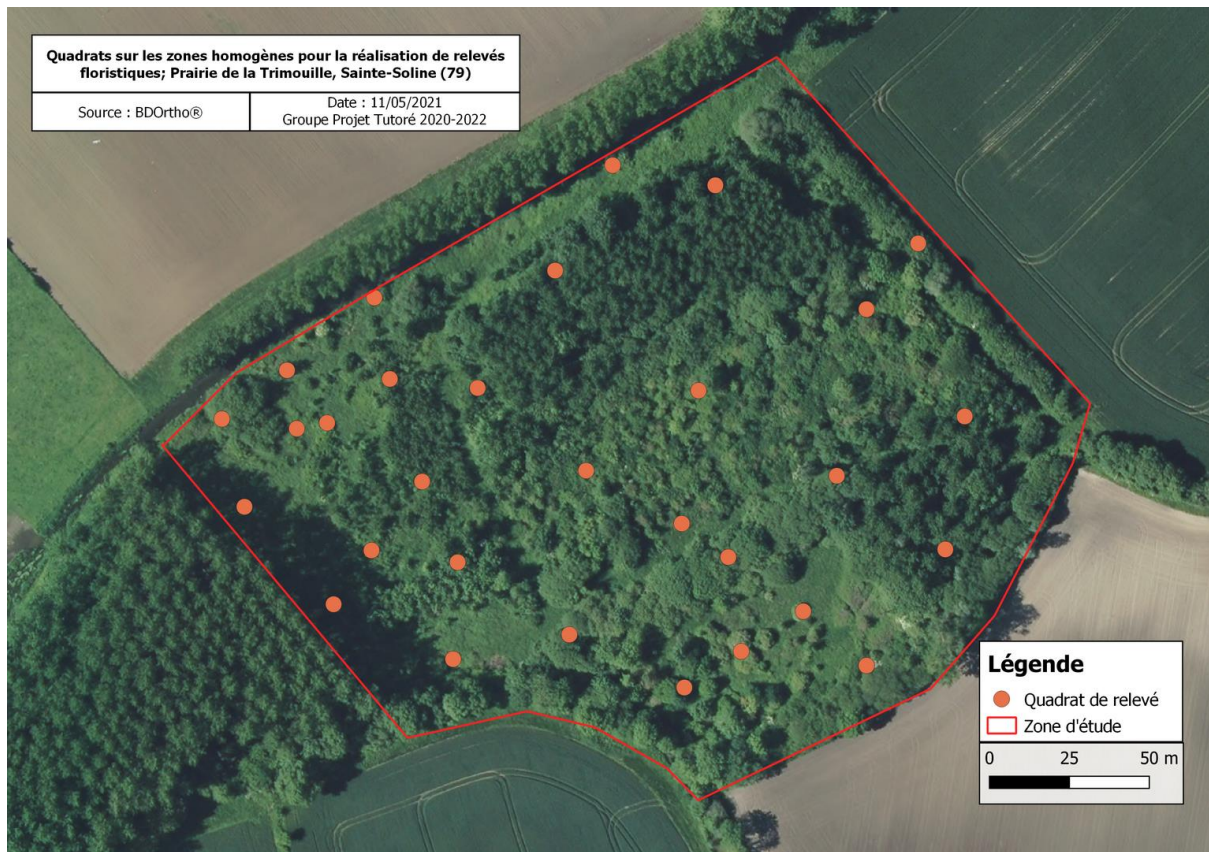 Quadrats sur les zones homogènes pour la réalisation de relevés
floristiques; Prairie de la Trimouille, Sainte-Soline (79)
Source : BDOrtho®
Date : 11/05/2021
Groupe Projet Tutoré 2020-2022
Légende
Quadrat de relevé
Zone d'étude
0 25 50 m